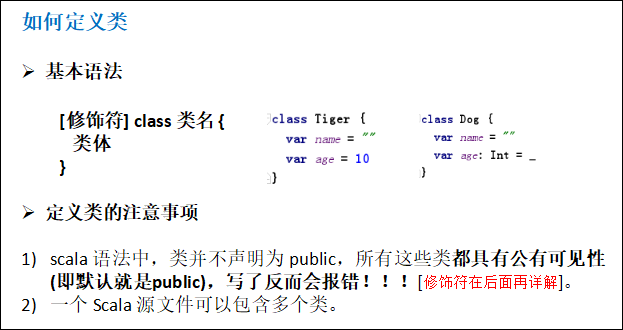 如何定义类
➢ 基本语法
[修饰符] class 类名 {
类体
}
class Tiger {
var name = ""
var age = 10
}
class Dog {
var name = ""
var age: Int = _
}
➢ 定义类的注意事项
1) scala 语法中，类并不声明为 public，所有这些类都具有公有可见性
(即默认就是public)，写了反而会报错！！！[修饰符在后面再详解]。
2) 一个 Scala 源文件可以包含多个类。